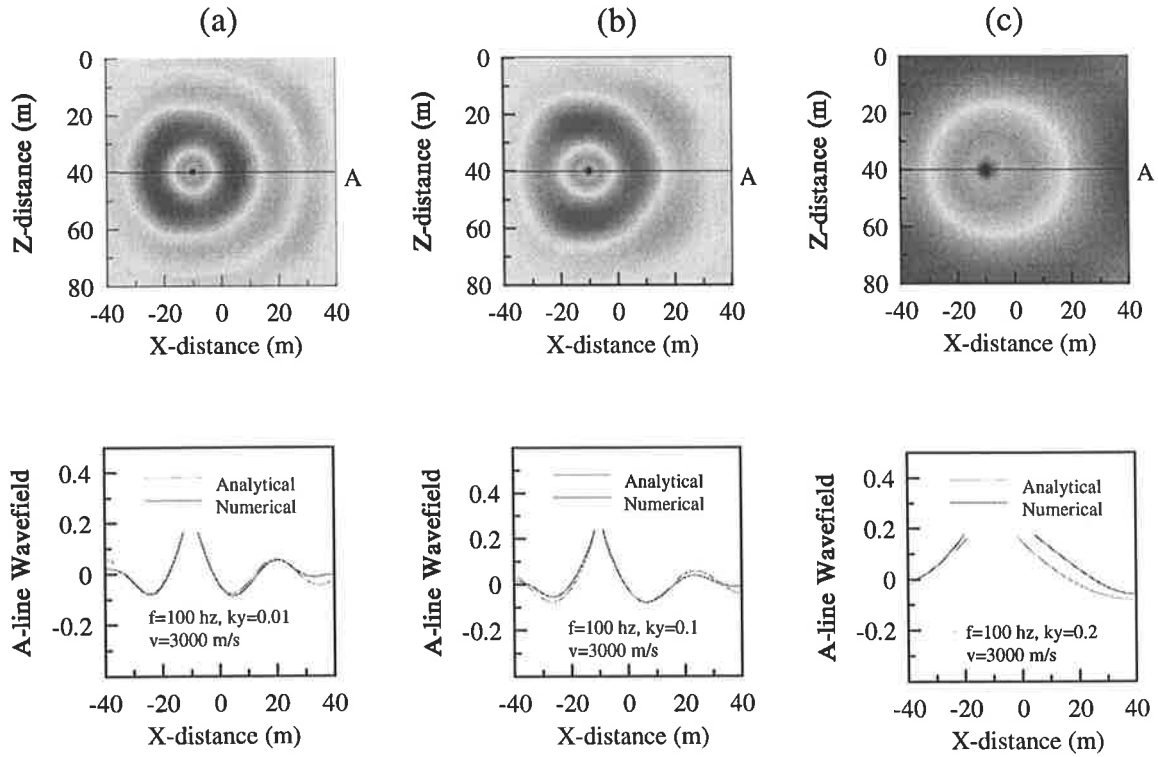 (a)
(b)
(c)
Z-distance (m)
0
20
40
60
80
A
-40 -20 0 20 40
X-distance (m)
Z-distance (m)
0
20
40
60
80
A
-40 -20 0 20 40
X-distance (m)
Z-distance (m)
0
20
40
60
80
A
-40 -20 0 20 40
X-distance (m)
A-line Wavefield
0.4
0.2
0
-0.2
Analytical
Numerical
f=100 hz, ky=0.01
v=3000 m/s
-40 -20 0 20 40
X-distance (m)
A-line Wavefield
0.4
0.2
0
-0.2
Analytical
Numerical
f=100 hz, ky=0.1
v=3000 m/s
-40 -20 0 20 40
X-distance (m)
A-line Wavefield
0.4
0.2
0
-0.2
Analytical
Numerical
f=100 hz, ky=0.2
v=3000 m/s
-40 -20 0 20 40
X-distance (m)